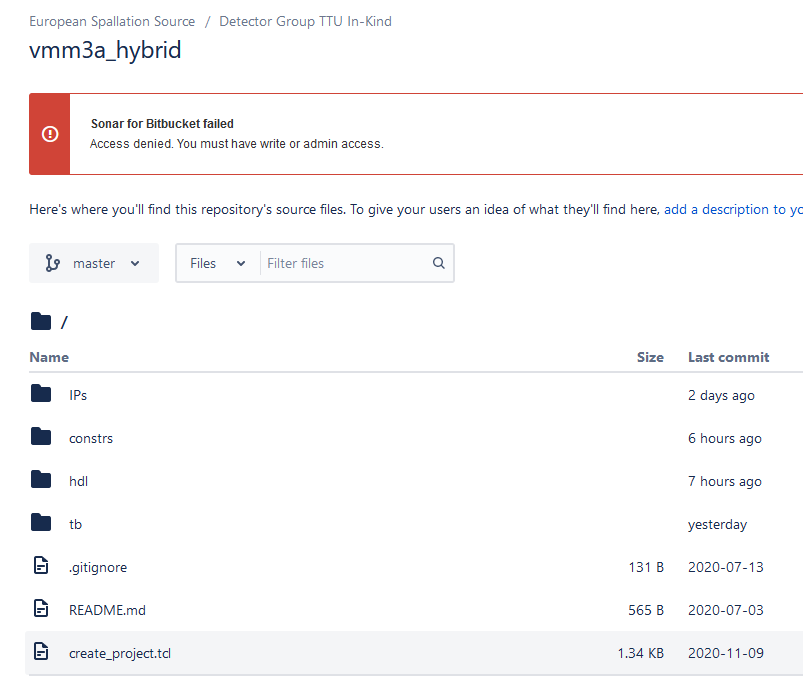 European Spallation Source / Detector Group TTU In-Kind
vmm3a_hybrid
Sonar for Bitbucket failed
Access denied. You must have write or admin access.
Here's where you'll find this repository's source files. To give your users an idea of what they'll find here, add a description to
master Files Filter files
/
Name Size Last commit
IPs 2 days ago
constrs 6 hours ago
hdl 7 hours ago
tb yesterday
.gitignore 131 B 2020-07-13
README.md 565 B 2020-07-03
create_project.tcl 1.34 KB 2020-11-09